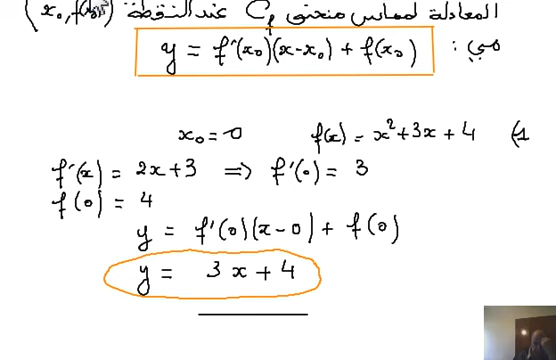 المعادلة لمماس منحنى C_f عند النقطة (x₀, f(x₀))
هي: y = f'(x₀)(x-x₀) + f(x₀)
1) f(x) = x² + 3x + 4 x₀ = 0
f'(x) = 2x + 3 ⟹ f'(0) = 3
f(0) = 4
y = f'(0)(x - 0) + f(0)
y = 3x + 4